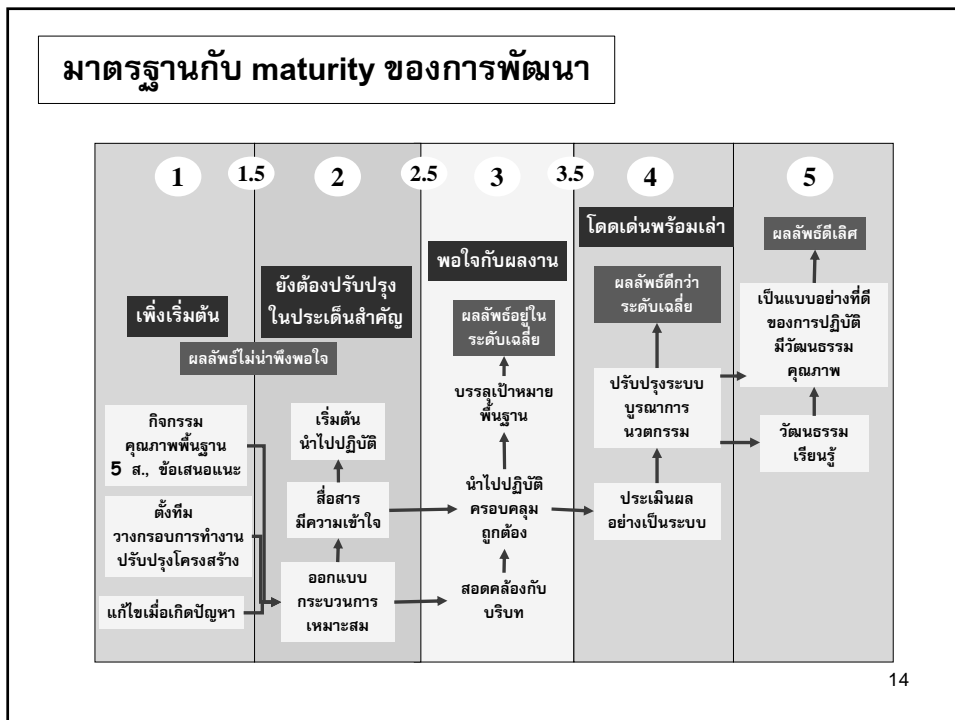 มาตรฐานกับ maturity ของการพัฒนา
1
1.5
2
2.5
3
3.5
4
5
เพิ่งเริ่มต้น
ยังต้องปรับปรุง
ในประเด็นสำคัญ
ผลลัพธ์ไม่น่าพึงพอใจ
พอใจกับผลงาน
ผลลัพธ์อยู่ใน
ระดับเฉลี่ย
โดดเด่นพร้อมเล่า
ผลลัพธ์ดีกว่า
ระดับเฉลี่ย
ผลลัพธ์ดีเลิศ
กิจกรรม
คุณภาพพื้นฐาน
5 ส., ข้อเสนอแนะ
ตั้งทีม
วางกรอบการทำงาน
ปรับปรุงโครงสร้าง
แก้ไขเมื่อเกิดปัญหา
เริ่มต้น
นำไปปฏิบัติ
สื่อสาร
มีความเข้าใจ
ออกแบบ
กระบวนการ
เหมาะสม
บรรลุเป้าหมาย
พื้นฐาน
นำไปปฏิบัติ
ครอบคลุม
ถูกต้อง
สอดคล้องกับ
บริบท
ปรับปรุงระบบ
บูรณาการ
นวตกรรม
ประเมินผล
อย่างเป็นระบบ
เป็นแบบอย่างที่ดี
ของการปฏิบัติ
มีวัฒนธรรม
คุณภาพ
วัฒนธรรม
เรียนรู้
14